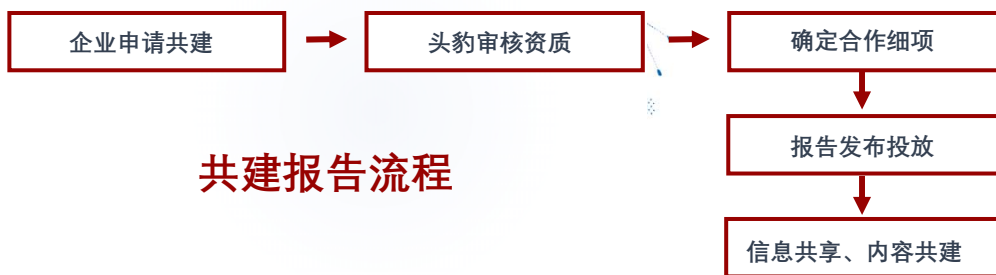 企业申请共建
头豹审核资质
确定合作细项
报告发布投放
共建报告流程
信息共享、内容共建